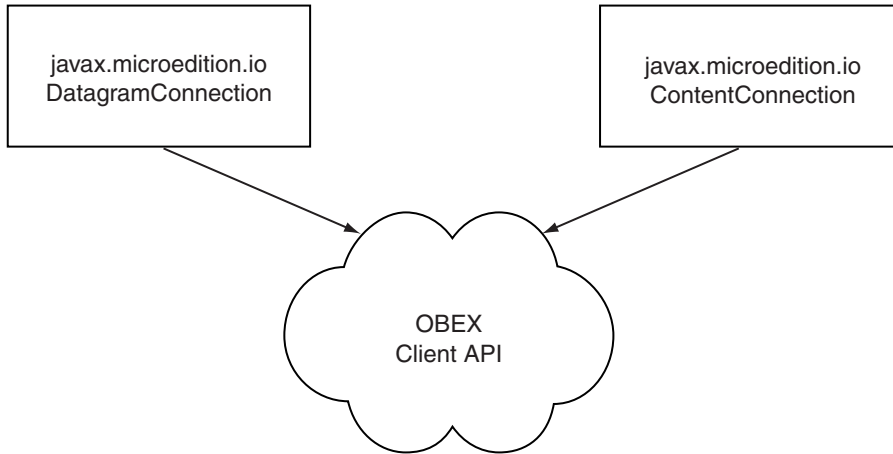 javax.microedition.io
DatagramConnection
javax.microedition.io
ContentConnection
OBEX
Client API